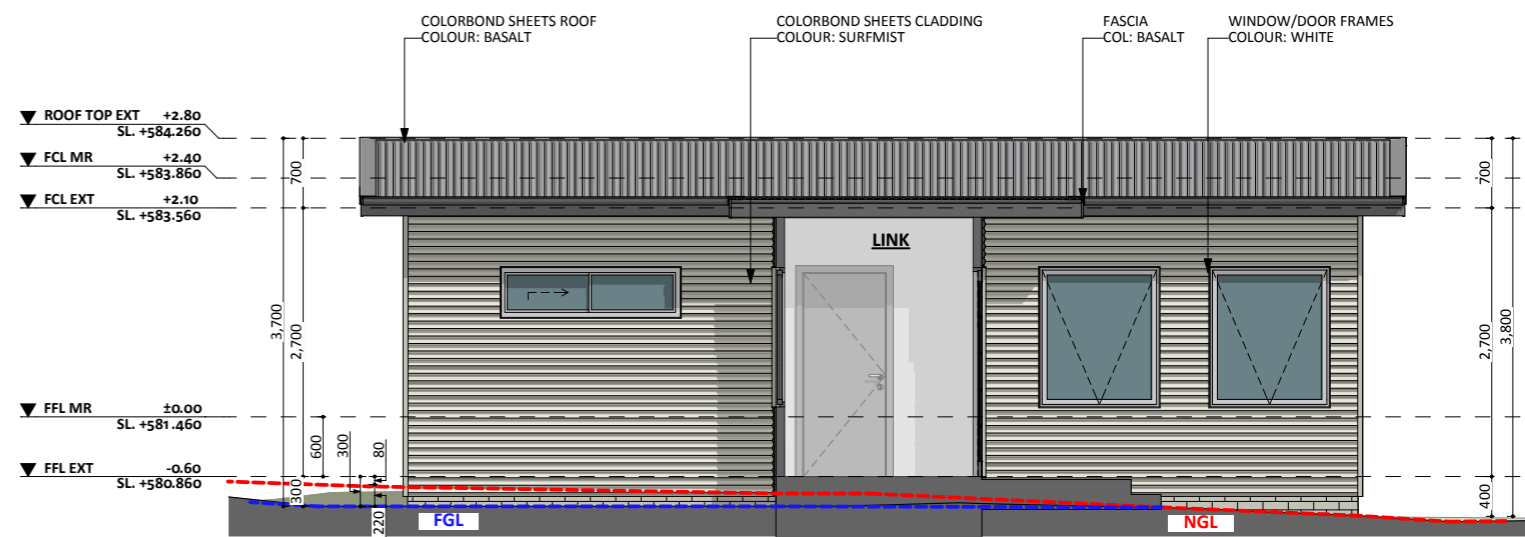 COLORBOND SHEETS ROOF
COLOUR: BASALT
COLORBOND SHEETS CLADDING
COLOUR: SURFMIST
FASCIA
COL: BASALT
WINDOW/DOOR FRAMES
COLOUR: WHITE
ROOF TOP EXT +2.80
SL. +584.260
FCL MR +2.40
SL. +583.860
FCL EXT +2.10
SL. +583.560
FFL MR ±0.00
SL. +581.460
FFL EXT -0.60
SL. +580.860
3,700
700
2,700
600
300
300
80
220
LINK
FGL
NGL
700
2,700
400
3,800